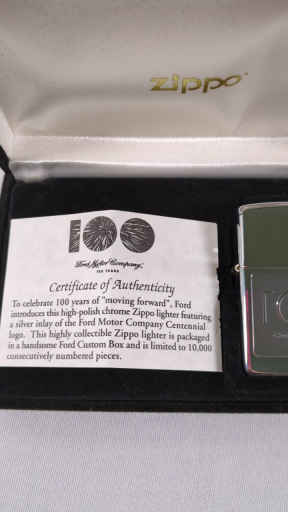 zippo
100
Ford Motor Company,
100 YEARS
Certificate of Authenticity
To celebrate 100 years of "moving forward", Ford
introduces this high-polish chrome Zippo lighter featuring
a silver inlay of the Ford Motor Company Centennial
logo. This highly collectible Zippo lighter is packaged
in a handsome Ford Custom Box and is limited to 10,000
consecutively numbered pieces.
10